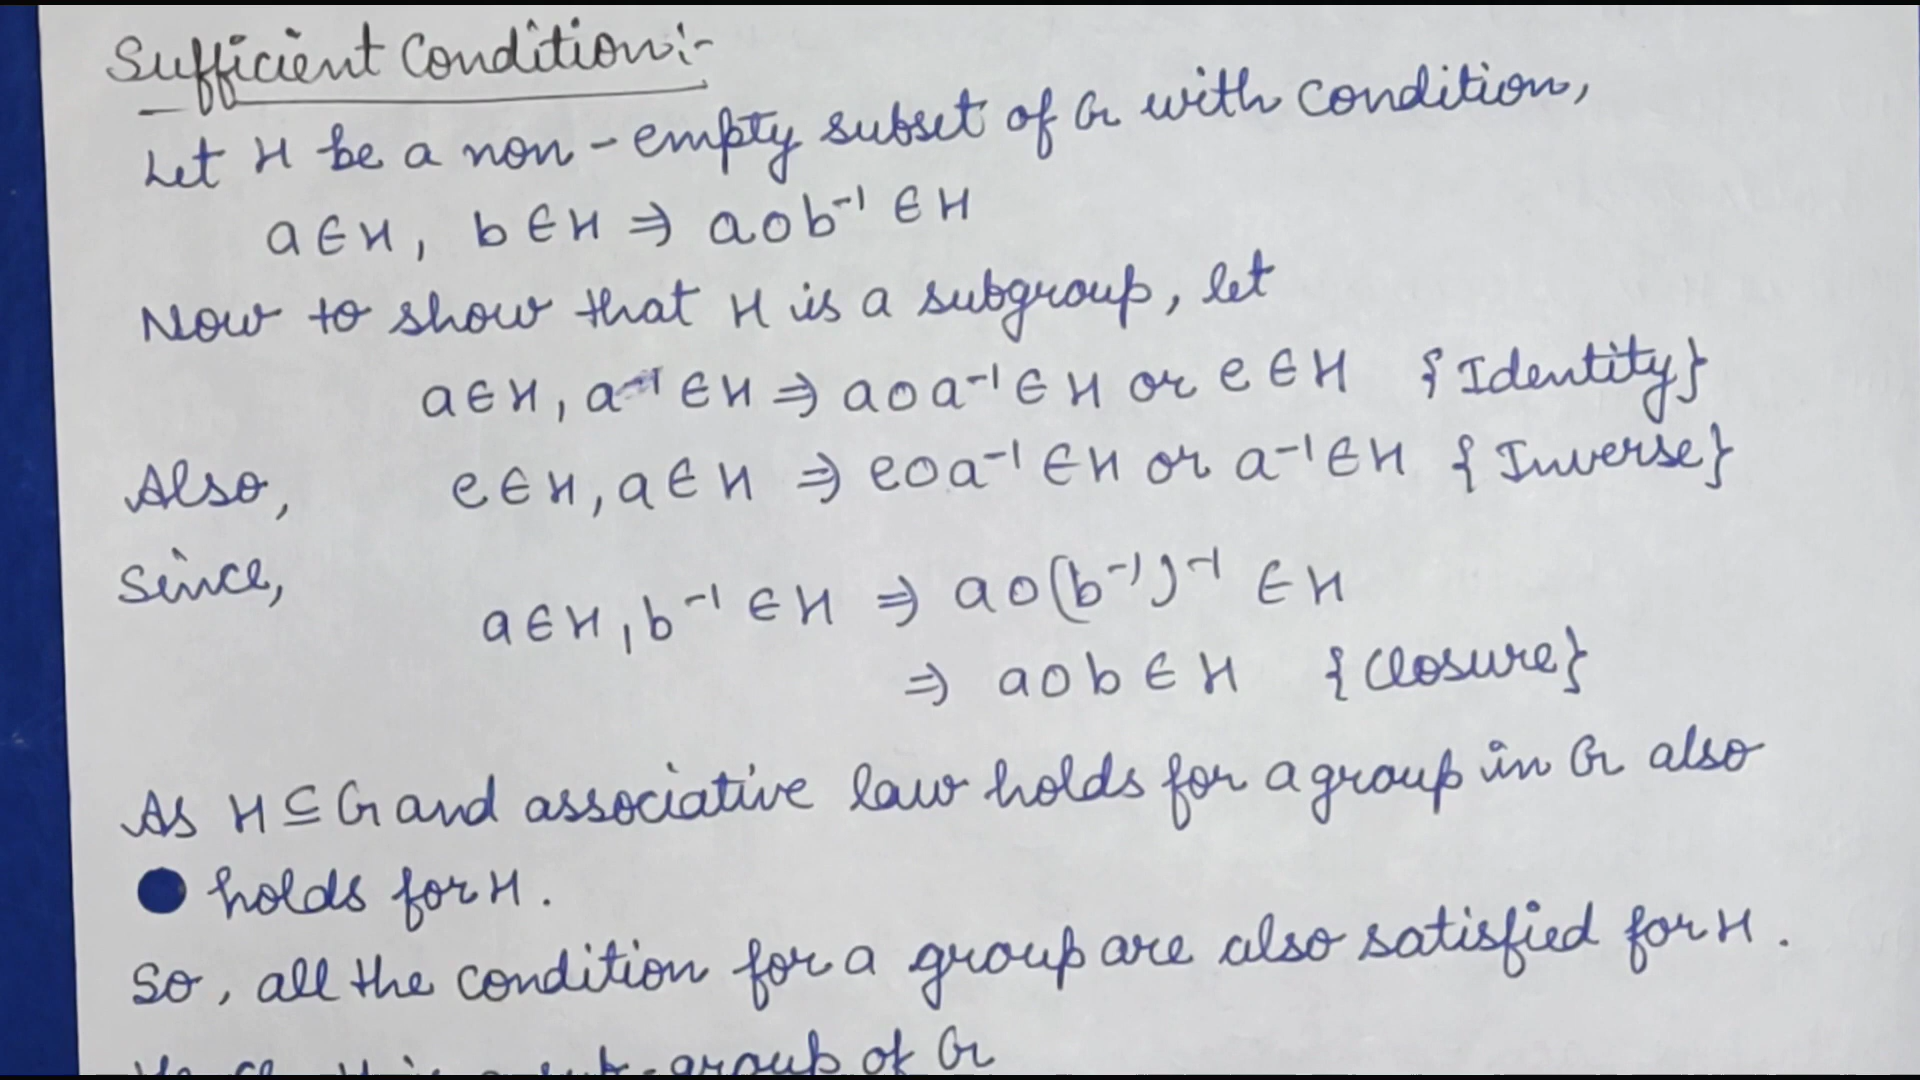 Sufficient Condition:-
Let H be a non-empty subset of G with condition,
a∈H, b∈H ⇒ aob⁻¹ ∈H
Now to show that H is a subgroup, let
a∈H, a⁻¹∈H ⇒ aoa⁻¹∈H or e∈H {Identity}
Also, e∈H, a∈H ⇒ eoa⁻¹∈H or a⁻¹∈H {Inverse}
Since,
a∈H, b⁻¹∈H ⇒ ao(b⁻¹)⁻¹ ∈H
⇒ aob∈H {Closure}
As H⊆G and associative law holds for a group in G also
holds for H.
So, all the condition for a group are also satisfied for H.
sub-group of G